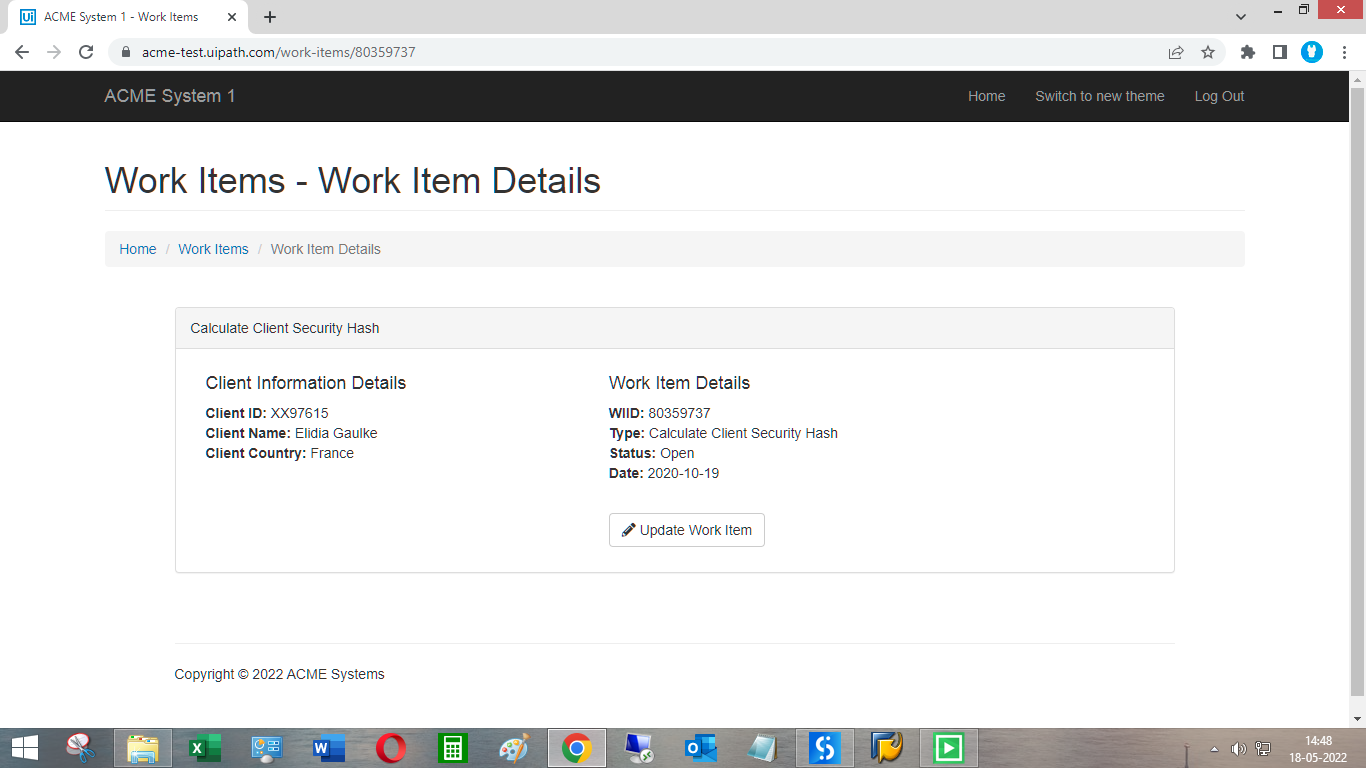 ACME System 1 - Work Items
acme-test.uipath.com/work-items/80359737
ACME System 1 Home Switch to new theme Log Out
Work Items - Work Item Details
Home / Work Items / Work Item Details
Calculate Client Security Hash
Client Information Details
Client ID: XX97615
Client Name: Elidia Gaulke
Client Country: France
Work Item Details
WIID: 80359737
Type: Calculate Client Security Hash
Status: Open
Date: 2020-10-19
Update Work Item
Copyright © 2022 ACME Systems
14:48
18-05-2022